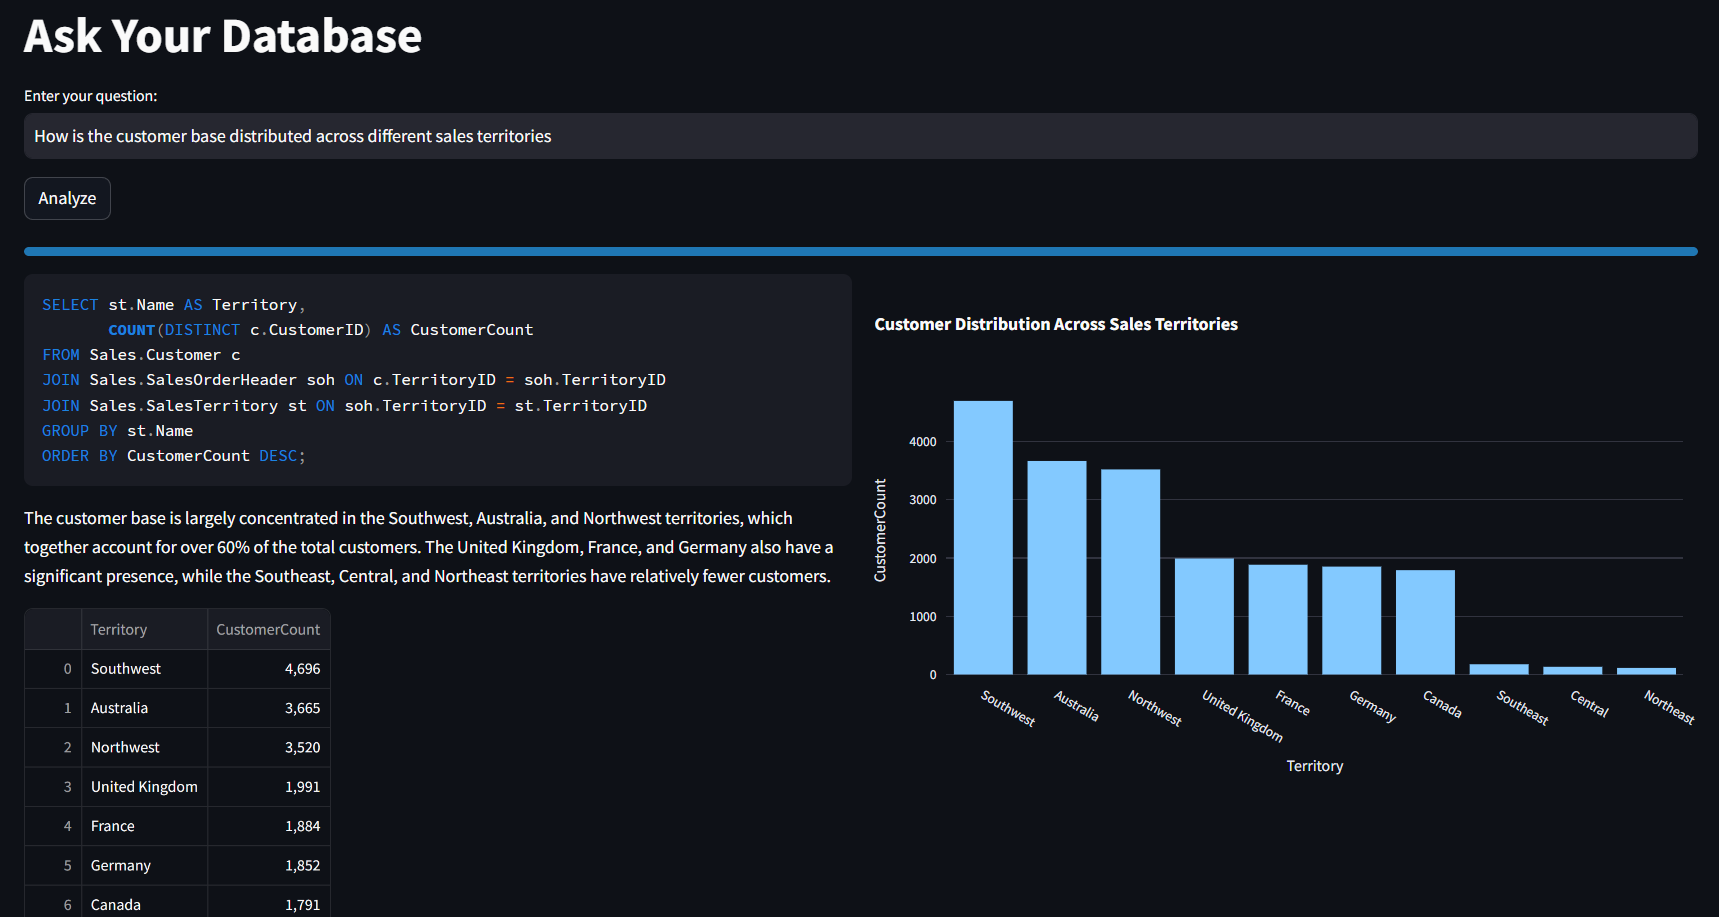 Ask Your Database
Enter your question:
How is the customer base distributed across different sales territories
Analyze
SELECT st.Name AS Territory,
       COUNT(DISTINCT c.CustomerID) AS CustomerCount
FROM Sales.Customer c
JOIN Sales.SalesOrderHeader soh ON c.TerritoryID = soh.TerritoryID
JOIN Sales.SalesTerritory st ON soh.TerritoryID = st.TerritoryID
GROUP BY st.Name
ORDER BY CustomerCount DESC;
The customer base is largely concentrated in the Southwest, Australia, and Northwest territories, which
together account for over 60% of the total customers. The United Kingdom, France, and Germany also have a
significant presence, while the Southeast, Central, and Northeast territories have relatively fewer customers.
Territory CustomerCount
0 Southwest 4,696
1 Australia 3,665
2 Northwest 3,520
3 United Kingdom 1,991
4 France 1,884
5 Germany 1,852
6 Canada 1,791
Customer Distribution Across Sales Territories
CustomerCount
4000
3000
2000
1000
0
Southwest
Australia
Northwest
United Kingdom
France
Germany
Canada
Southeast
Central
Northeast
Territory